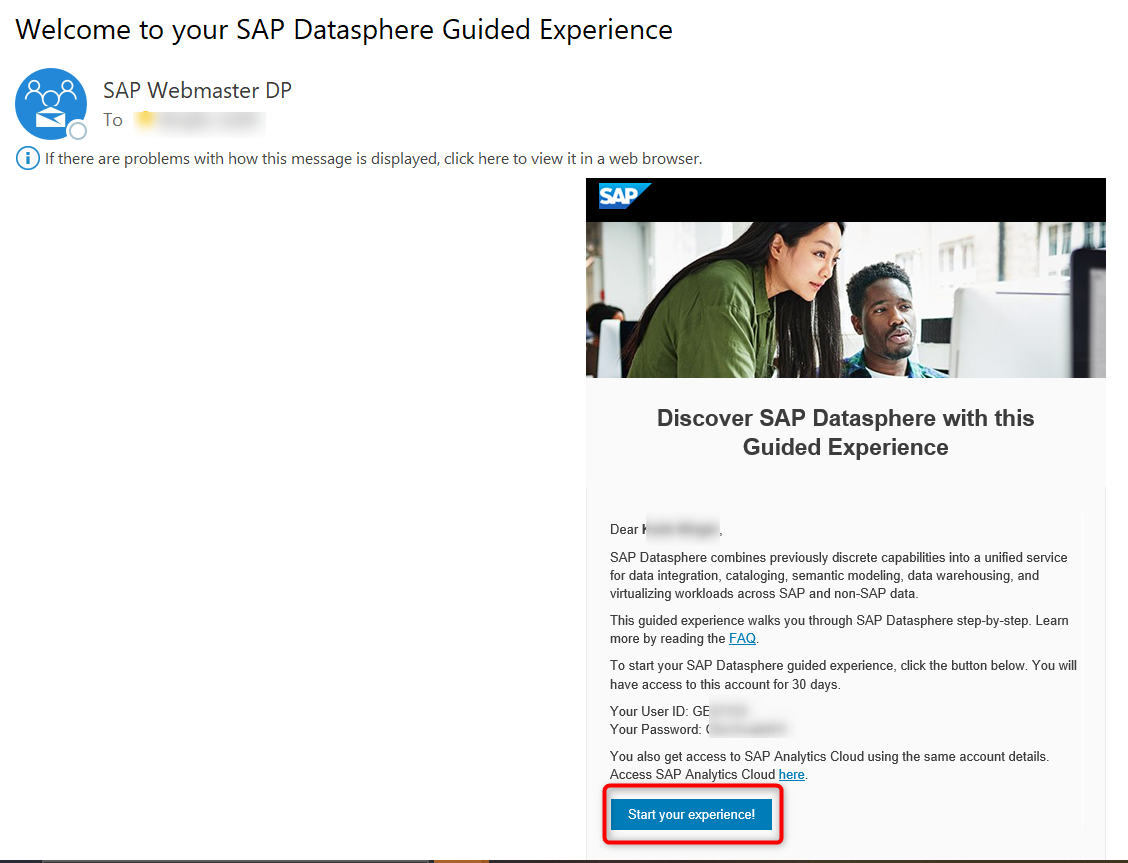 Welcome to your SAP Datasphere Guided Experience
SAP Webmaster DP
To
If there are problems with how this message is displayed, click here to view it in a web browser.
SAP
Discover SAP Datasphere with this
Guided Experience
Dear ,
SAP Datasphere combines previously discrete capabilities into a unified service
for data integration, cataloging, semantic modeling, data warehousing, and
virtualizing workloads across SAP and non-SAP data.
This guided experience walks you through SAP Datasphere step-by-step. Learn
more by reading the FAQ.
To start your SAP Datasphere guided experience, click the button below. You will
have access to this account for 30 days.
Your User ID: GE
Your Password:
You also get access to SAP Analytics Cloud using the same account details.
Access SAP Analytics Cloud here.
Start your experience!